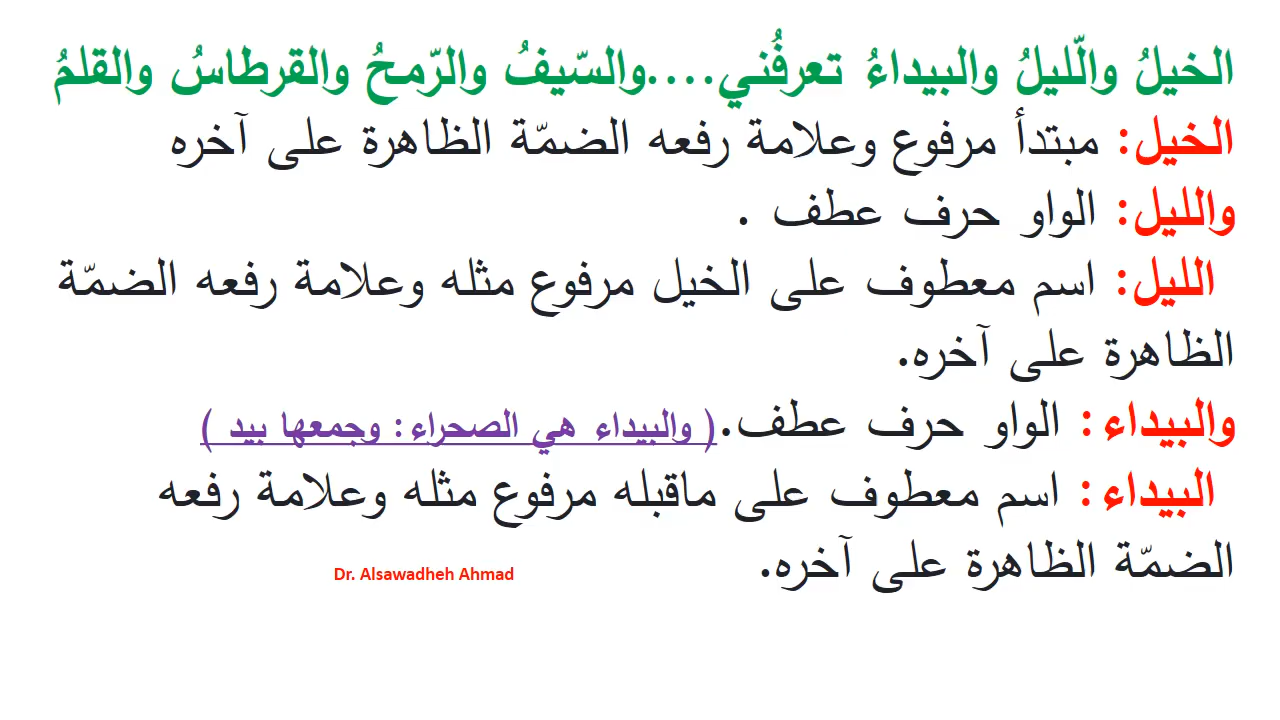 الخيلُ واللّيلُ والبيداءُ تعرفُني....والسّيفُ والرّمحُ والقرطاسُ والقلمُ
الخيل: مبتدأ مرفوع وعلامة رفعه الضمّة الظاهرة على آخره
والليل: الواو حرف عطف .
الليل: اسم معطوف على الخيل مرفوع مثله وعلامة رفعه الضمّة
الظاهرة على آخره.
والبيداء : الواو حرف عطف.( والبيداء هي الصحراء : وجمعها بيد )
البيداء : اسم معطوف على ماقبله مرفوع مثله وعلامة رفعه
الضمّة الظاهرة على آخره.
Dr. Alsawadheh Ahmad